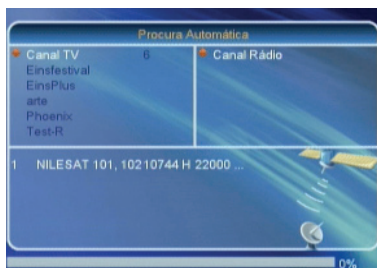 Procura Automática
Canal TV 6
Einsfestival
EinsPlus
arte
Phoenix
Test-R
Canal Rádio
1 NILESAT 101, 10210744 H 22000 ...
0%